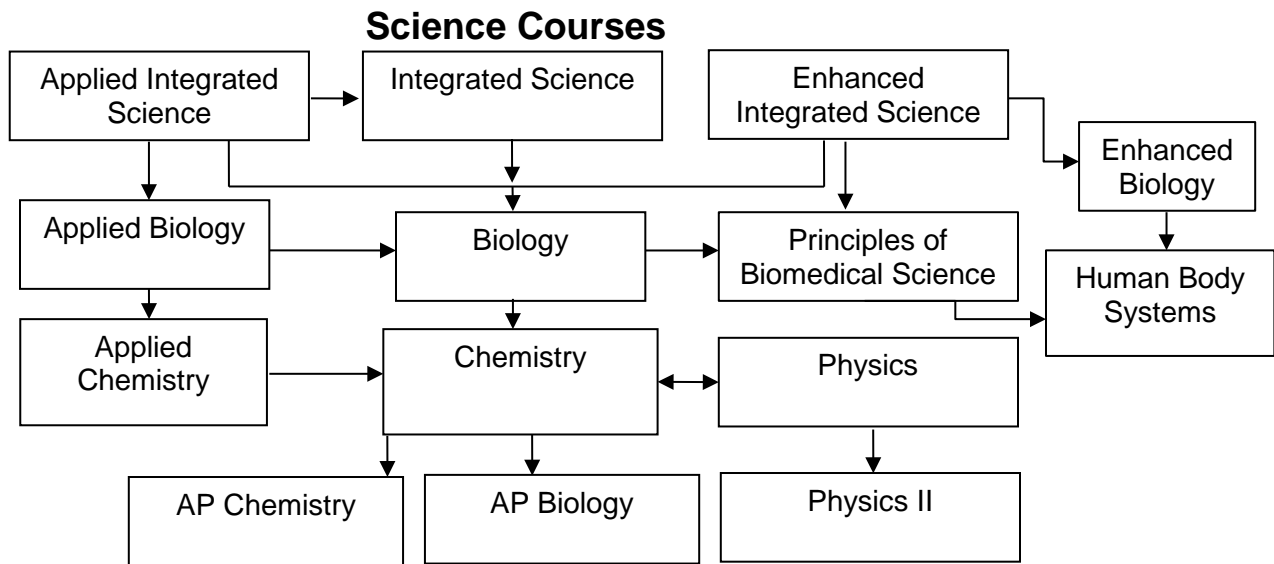 Science Courses
Applied Integrated
Science
Integrated Science
Enhanced
Integrated Science
Enhanced
Biology
Applied Biology
Biology
Principles of
Biomedical Science
Human Body
Systems
Applied
Chemistry
Chemistry
Physics
AP Chemistry
AP Biology
Physics II